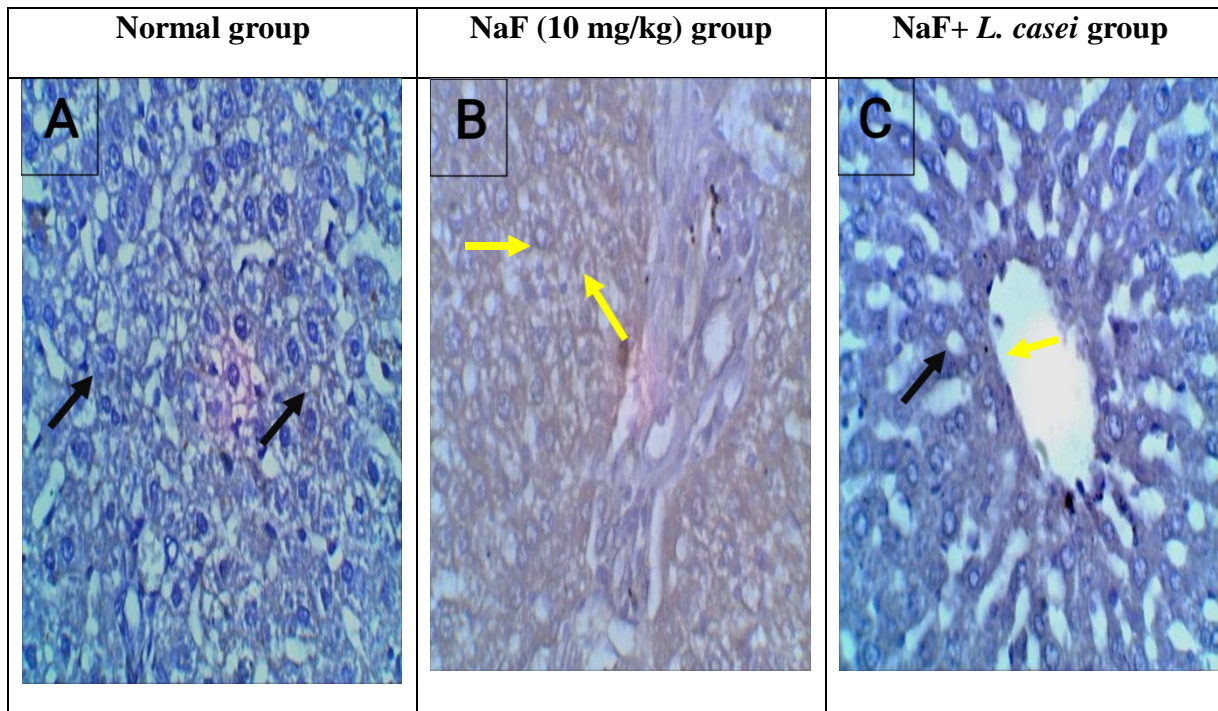 Normal group
NaF (10 mg/kg) group
NaF+ L. casei group
A
B
C